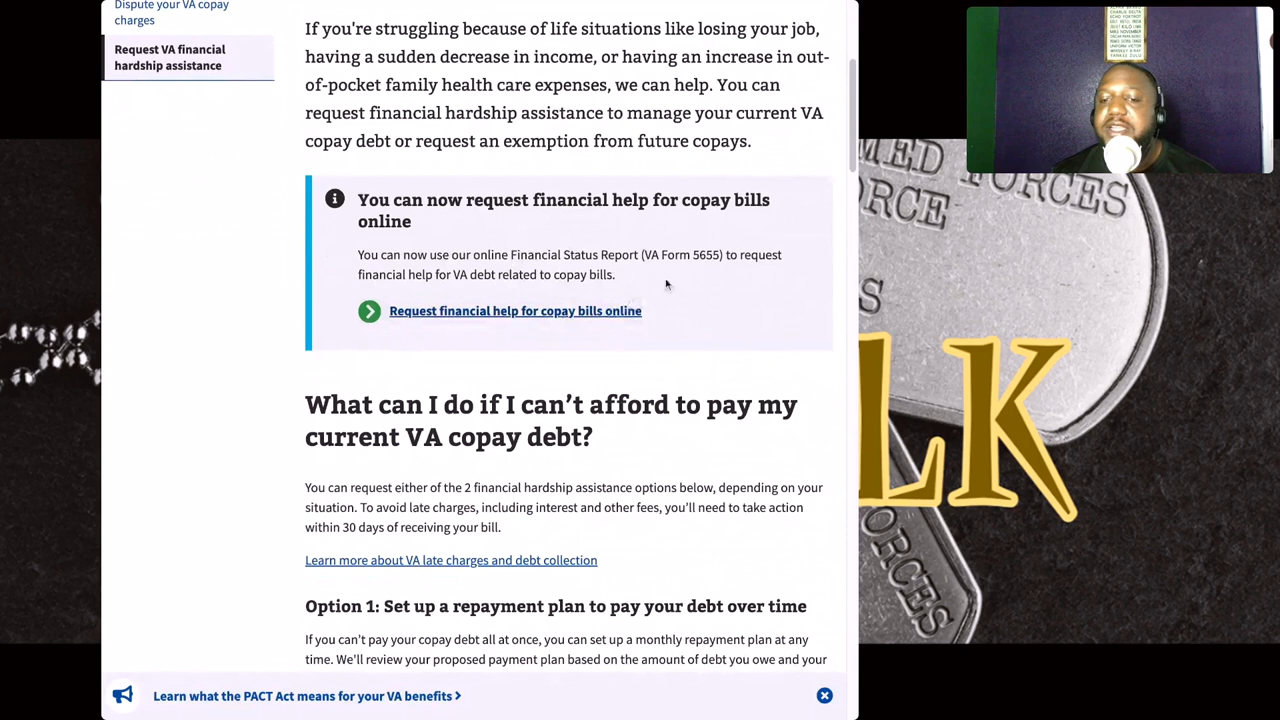 Dispute your VA copay
charges
Request VA financial
hardship assistance
If you're struggling because of life situations like losing your job,
having a sudden decrease in income, or having an increase in out-
of-pocket family health care expenses, we can help. You can
request financial hardship assistance to manage your current VA
copay debt or request an exemption from future copays.
You can now request financial help for copay bills
online
You can now use our online Financial Status Report (VA Form 5655) to request
financial help for VA debt related to copay bills.
Request financial help for copay bills online
What can I do if I can’t afford to pay my
current VA copay debt?
You can request either of the 2 financial hardship assistance options below, depending on your
situation. To avoid late charges, including interest and other fees, you’ll need to take action
within 30 days of receiving your bill.
Learn more about VA late charges and debt collection
Option 1: Set up a repayment plan to pay your debt over time
If you can’t pay your copay debt all at once, you can set up a monthly repayment plan at any
time. We’ll review your proposed payment plan based on the amount of debt you owe and your
Learn what the PACT Act means for your VA benefits
MED FORCES
ORCE
S
LK
FORCES